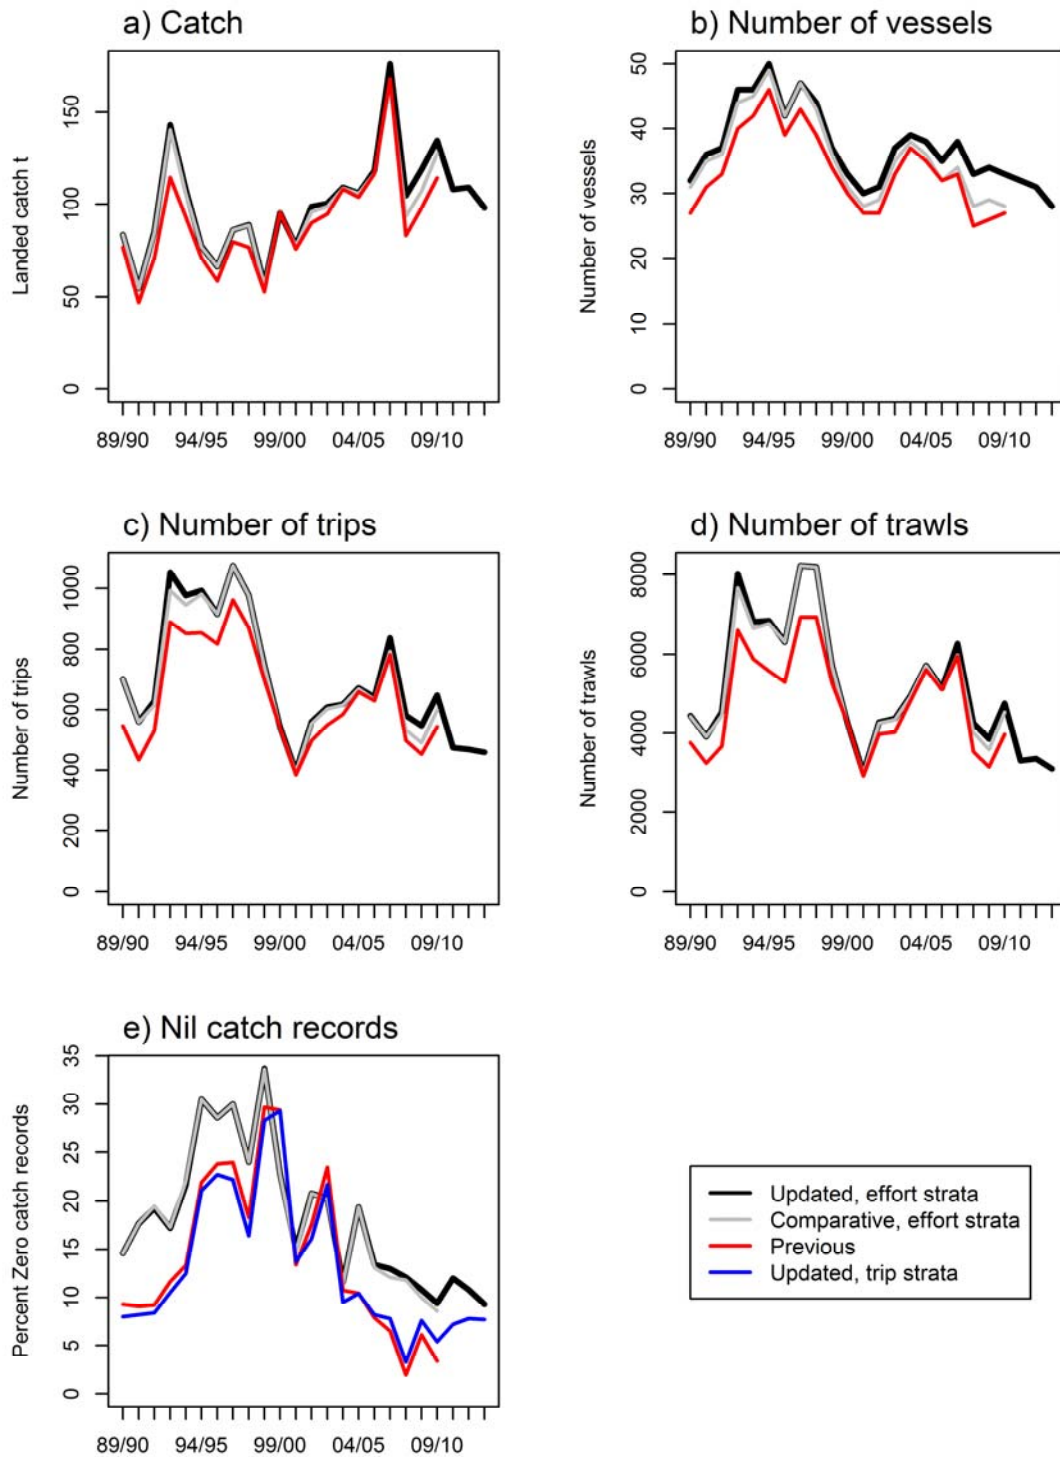 a) Catch
Landed catch t
150
100
50
0
89/90 94/95 99/00 04/05 09/10
b) Number of vessels
Number of vessels
50
40
30
20
10
0
89/90 94/95 99/00 04/05 09/10
c) Number of trips
Number of trips
1000
800
600
400
200
0
89/90 94/95 99/00 04/05 09/10
d) Number of trawls
Number of trawls
8000
6000
4000
2000
0
89/90 94/95 99/00 04/05 09/10
e) Nil catch records
Percent Zero catch records
35
30
25
20
15
10
5
0
89/90 94/95 99/00 04/05 09/10
Updated, effort strata
Comparative, effort strata
Previous
Updated, trip strata